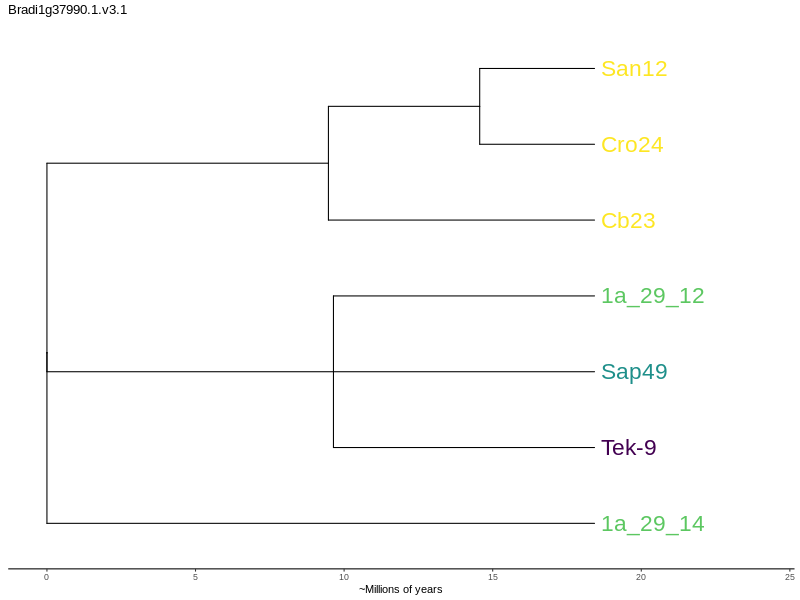 Bradi1g37990.1.v3.1
San12
Cro24
Cb23
1a_29_12
Sap49
Tek-9
1a_29_14
0 5 10 15 20 25
~Millions of years